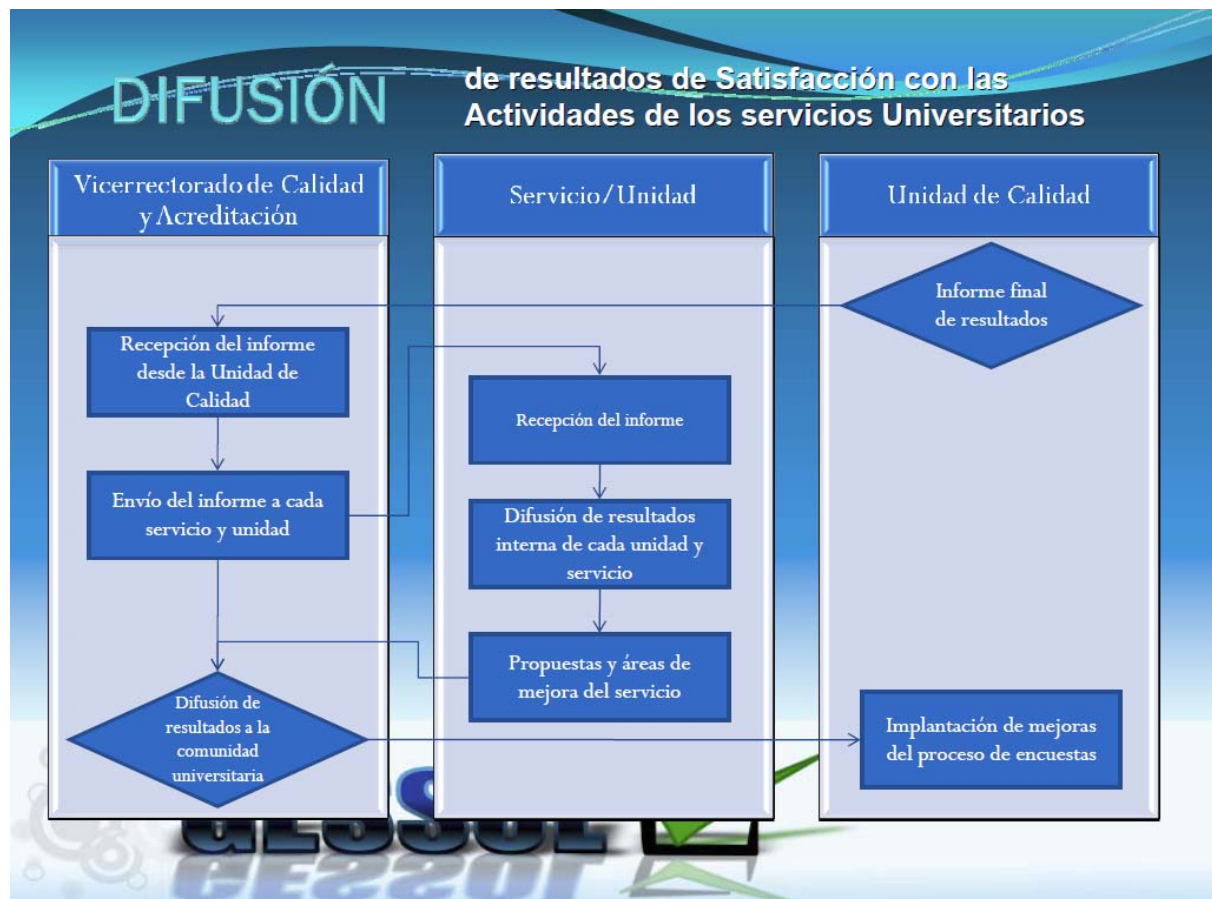 DIFUSIÓN
de resultados de Satisfacción con las
Actividades de los servicios Universitarios
Vicerrectorado de Calidad
y Acreditación
Servicio/Unidad
Unidad de Calidad
Informe final
de resultados
Recepción del informe
desde la Unidad de
Calidad
Recepción del informe
Envío del informe a cada
servicio y unidad
Difusión de resultados
interna de cada unidad y
servicio
Propuestas y áreas de
mejora del servicio
Difusión de
resultados a la
comunidad
universitaria
Implantación de mejoras
del proceso de encuestas